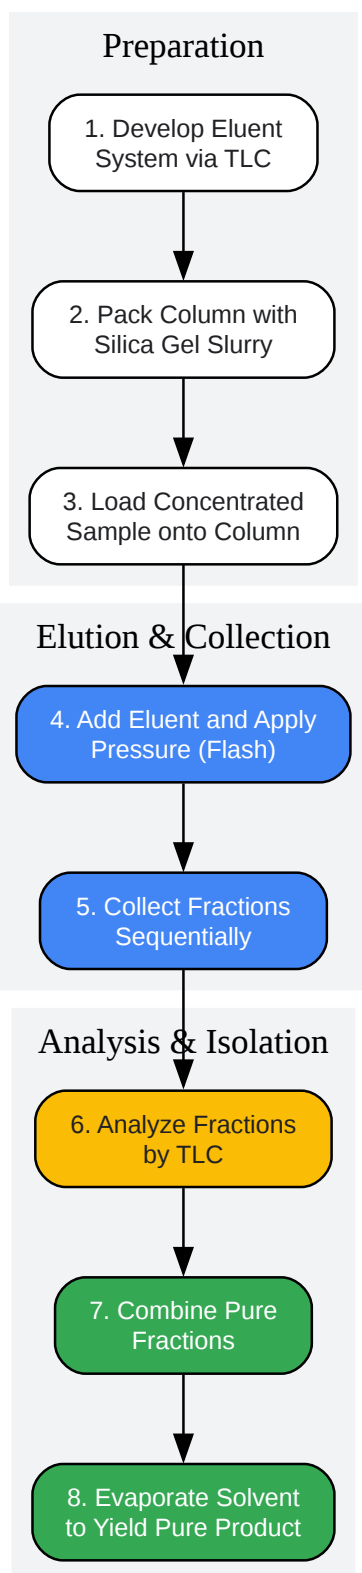 Preparation
1. Develop Eluent
System via TLC
2. Pack Column with
Silica Gel Slurry
3. Load Concentrated
Sample onto Column
Elution & Collection
4. Add Eluent and Apply
Pressure (Flash)
5. Collect Fractions
Sequentially
Analysis & Isolation
6. Analyze Fractions
by TLC
7. Combine Pure
Fractions
8. Evaporate Solvent
to Yield Pure Product